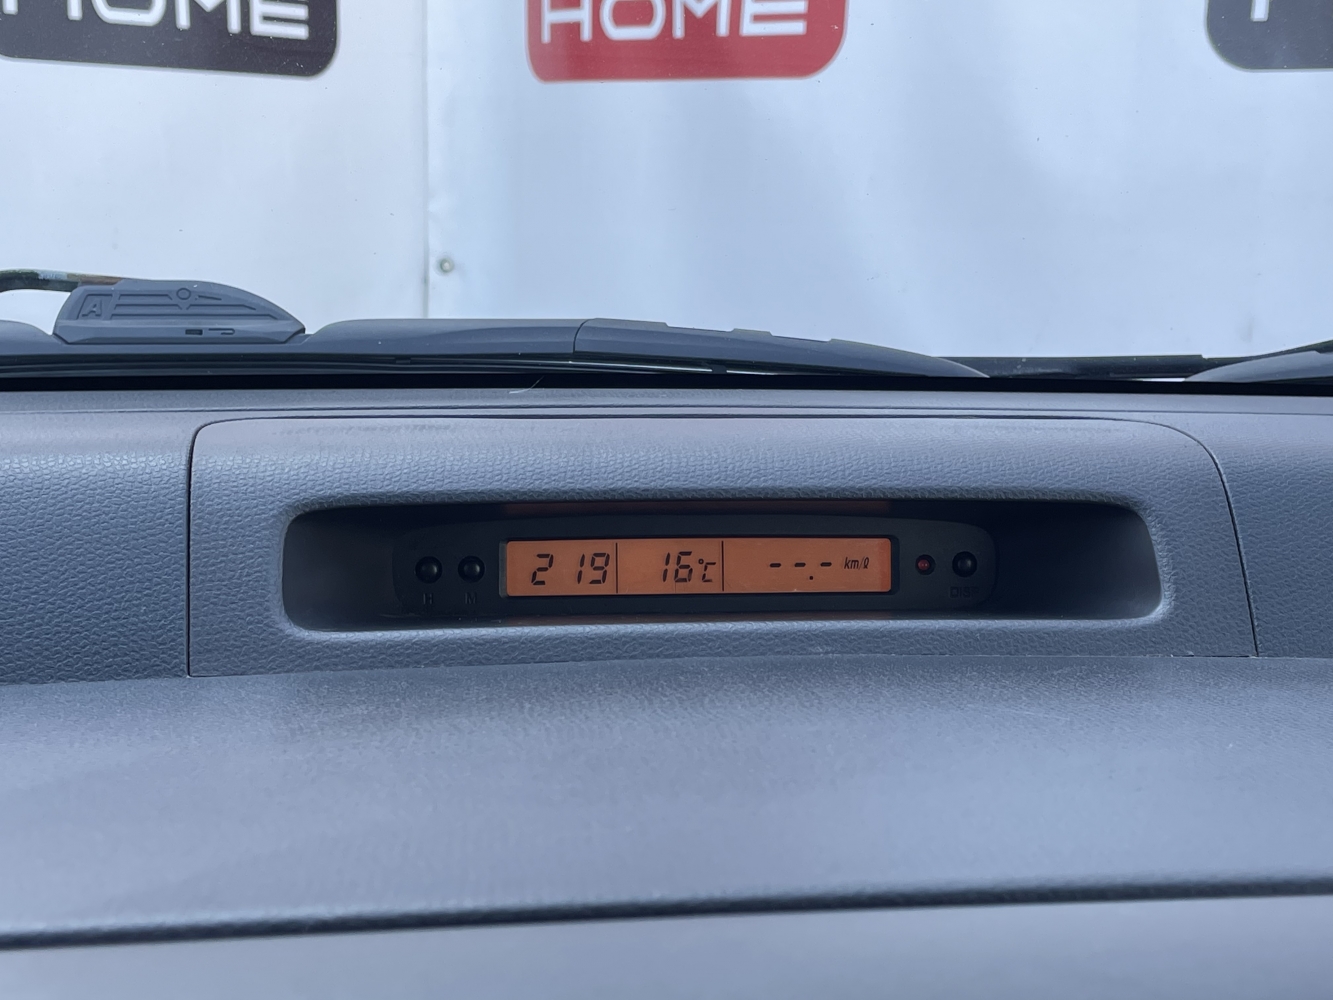 HOME
HOME
A
2 19 16°C --.- km/ℓ
H M DISP